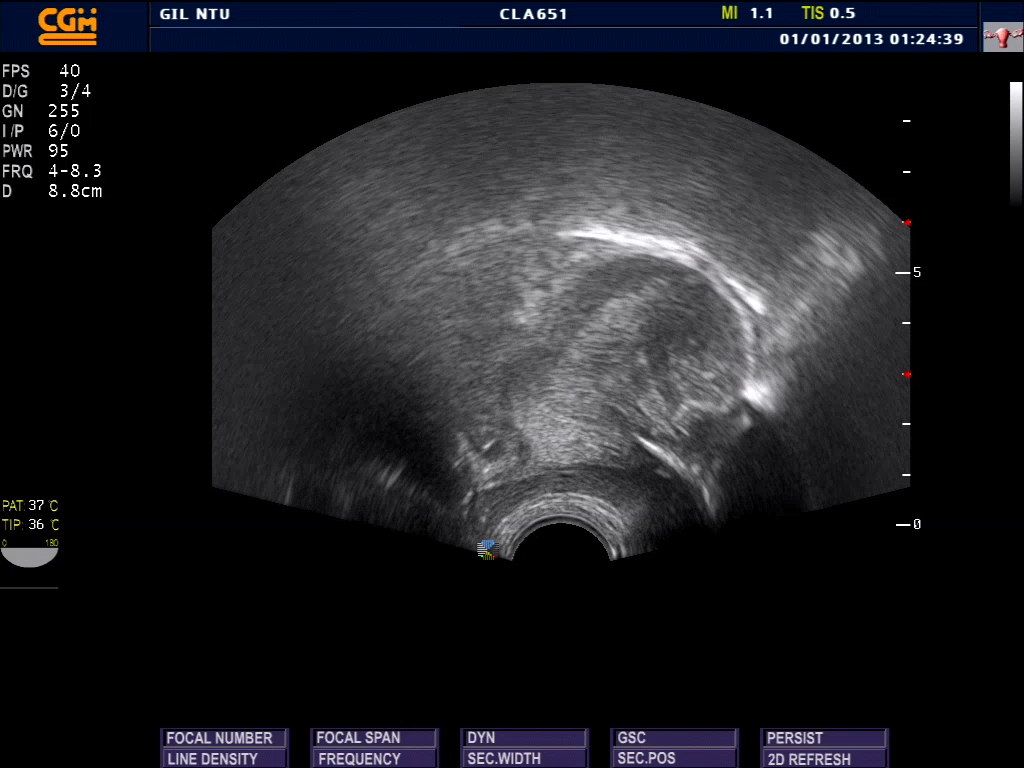 CGM
GIL NTU CLA651 MI 1.1 TIS 0.5
01/01/2013 01:24:39
FPS 40
D/G 3/4
GN 255
I/P 6/0
PWR 95
FRQ 4-8.3
D 8.8cm
5
PAT: 37 °C
TIP: 36 °C
0 180
0
FOCAL NUMBER FOCAL SPAN DYN GSC PERSIST
LINE DENSITY FREQUENCY SEC.WIDTH SEC.POS 2D REFRESH